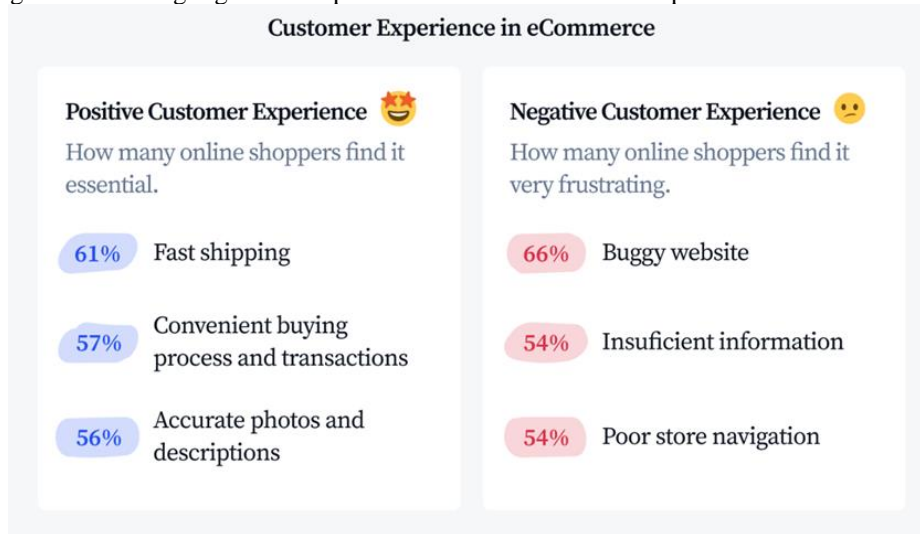 Customer Experience in eCommerce
Positive Customer Experience
How many online shoppers find it
essential.
61% Fast shipping
57% Convenient buying
process and transactions
56% Accurate photos and
descriptions
Negative Customer Experience
How many online shoppers find it
very frustrating.
66% Buggy website
54% Insuficient information
54% Poor store navigation